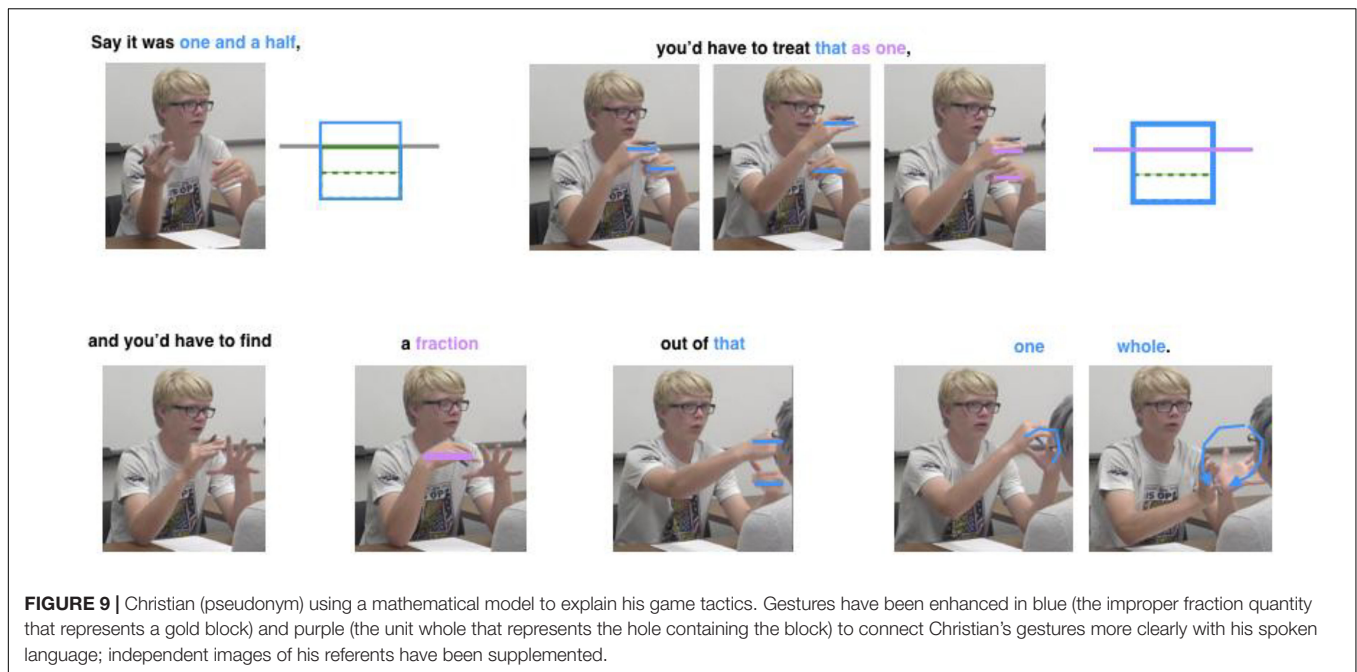 Say it was one and a half,
you'd have to treat that as one,
and you'd have to find
a fraction
out of that
one whole.
FIGURE 9 | Christian (pseudonym) using a mathematical model to explain his game tactics. Gestures have been enhanced in blue (the improper fraction quantity
that represents a gold block) and purple (the unit whole that represents the hole containing the block) to connect Christian's gestures more clearly with his spoken
language; independent images of his referents have been supplemented.